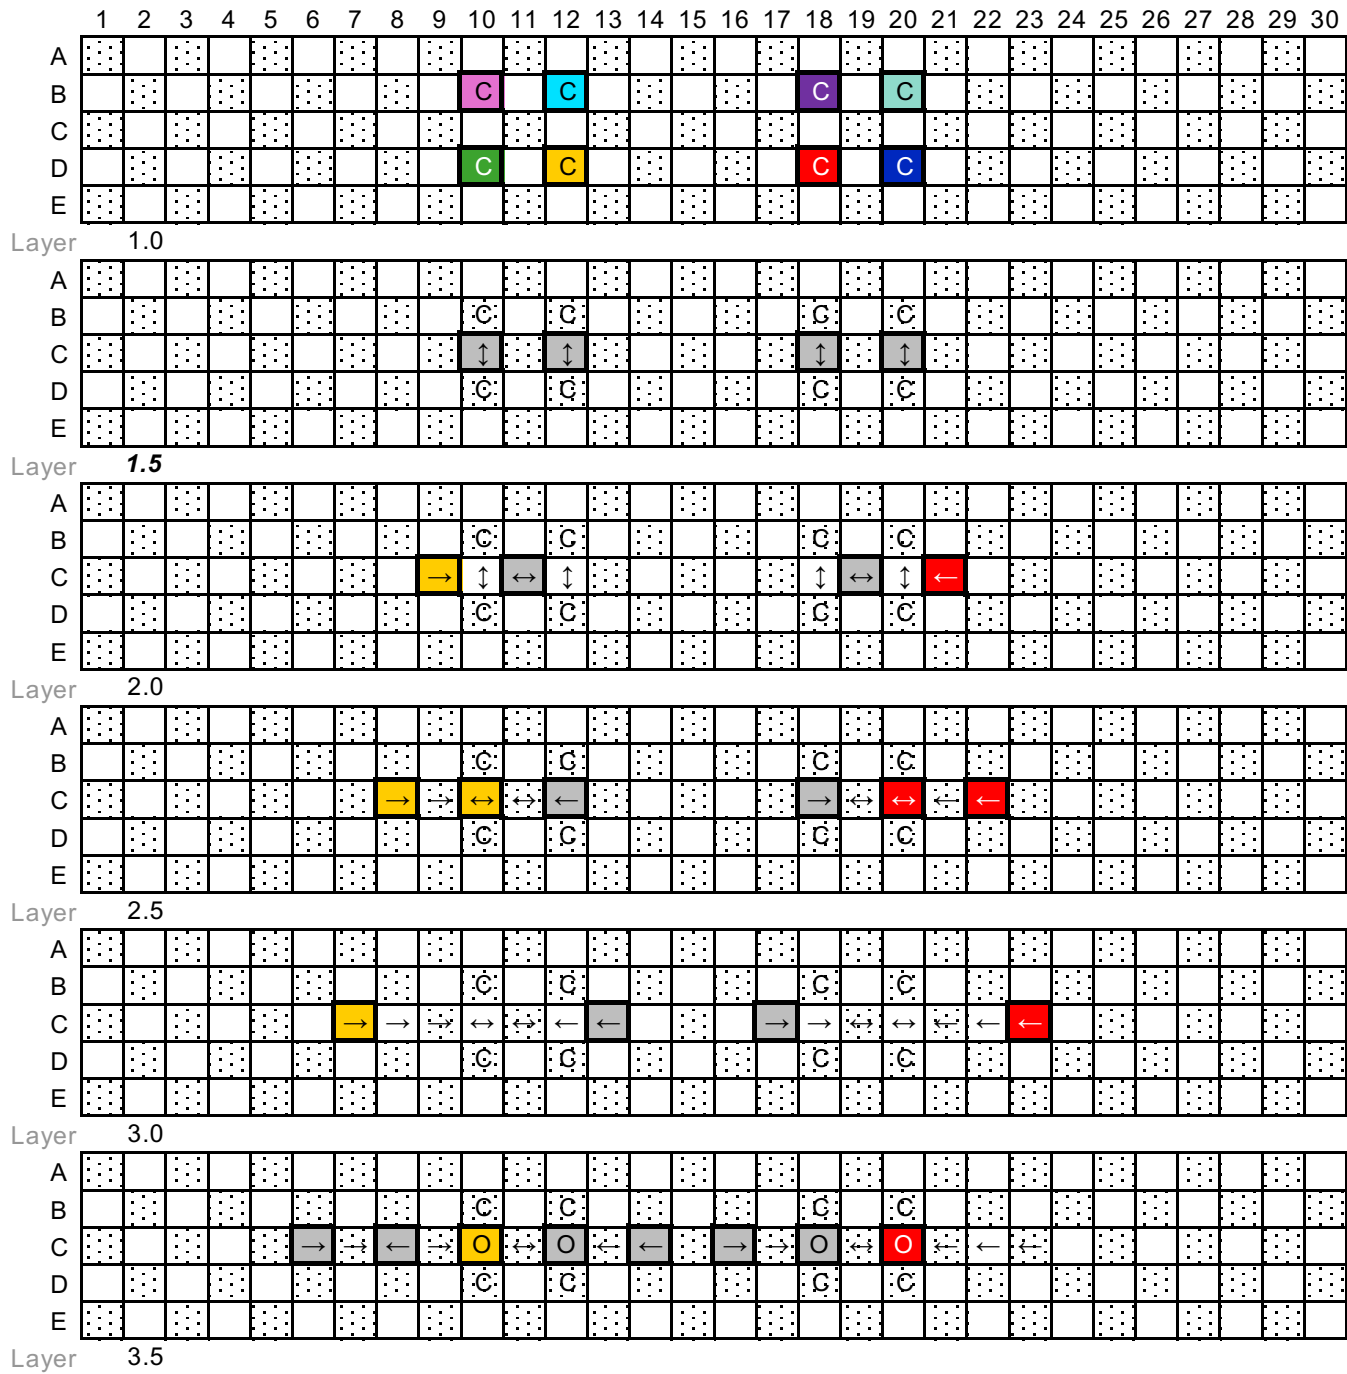 1 2 3 4 5 6 7 8 9 10 11 12 13 14 15 16 17 18 19 20 21 22 23 24 25 26 27 28 29 30
A
B C C C C
C
D C C C C
E
Layer 1.0
A
B C C C C
C ↕ ↕ ↕ ↕
D C C C C
E
Layer 1.5
A
B C C C C
C → ↕ ↔ ↕ ↕ ↔ ↕ ←
D C C C C
E
Layer 2.0
A
B C C C C
C → → ↔ ↔ ← → ↔ ↔ ← ←
D C C C C
E
Layer 2.5
A
B C C C C
C → → → ↔ ↔ ← ← → → ↔ ↔ ← ← ←
D C C C C
E
Layer 3.0
A
B C C C C
C → → ← → O ↔ O ← ← → → O ↔ O ← ← ←
D C C C C
E
Layer 3.5